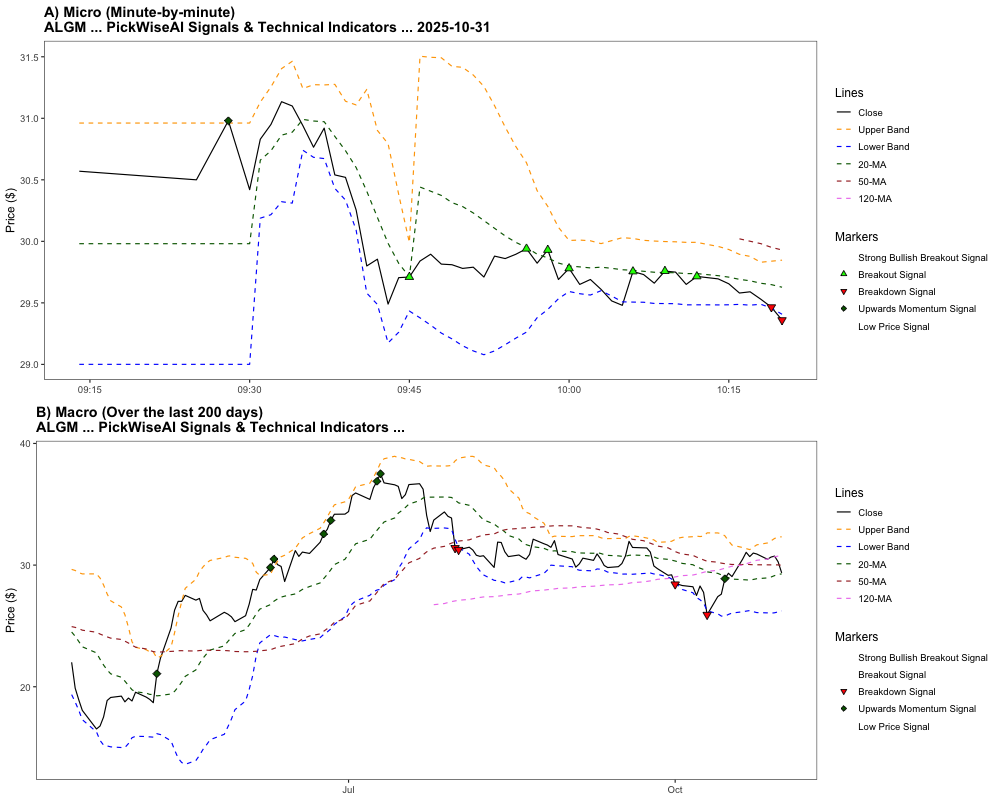 A) Micro (Minute-by-minute)
ALGM ... PickWiseAI Signals & Technical Indicators ... 2025-10-31
Price ($)
31.5
31.0
30.5
30.0
29.5
29.0
09:15
09:30
09:45
10:00
10:15
Lines
Close
Upper Band
Lower Band
20-MA
50-MA
120-MA
Markers
Strong Bullish Breakout Signal
Breakout Signal
Breakdown Signal
Upwards Momentum Signal
Low Price Signal
B) Macro (Over the last 200 days)
ALGM ... PickWiseAI Signals & Technical Indicators ...
Price ($)
40
30
20
Jul
Oct
Lines
Close
Upper Band
Lower Band
20-MA
50-MA
120-MA
Markers
Strong Bullish Breakout Signal
Breakout Signal
Breakdown Signal
Upwards Momentum Signal
Low Price Signal